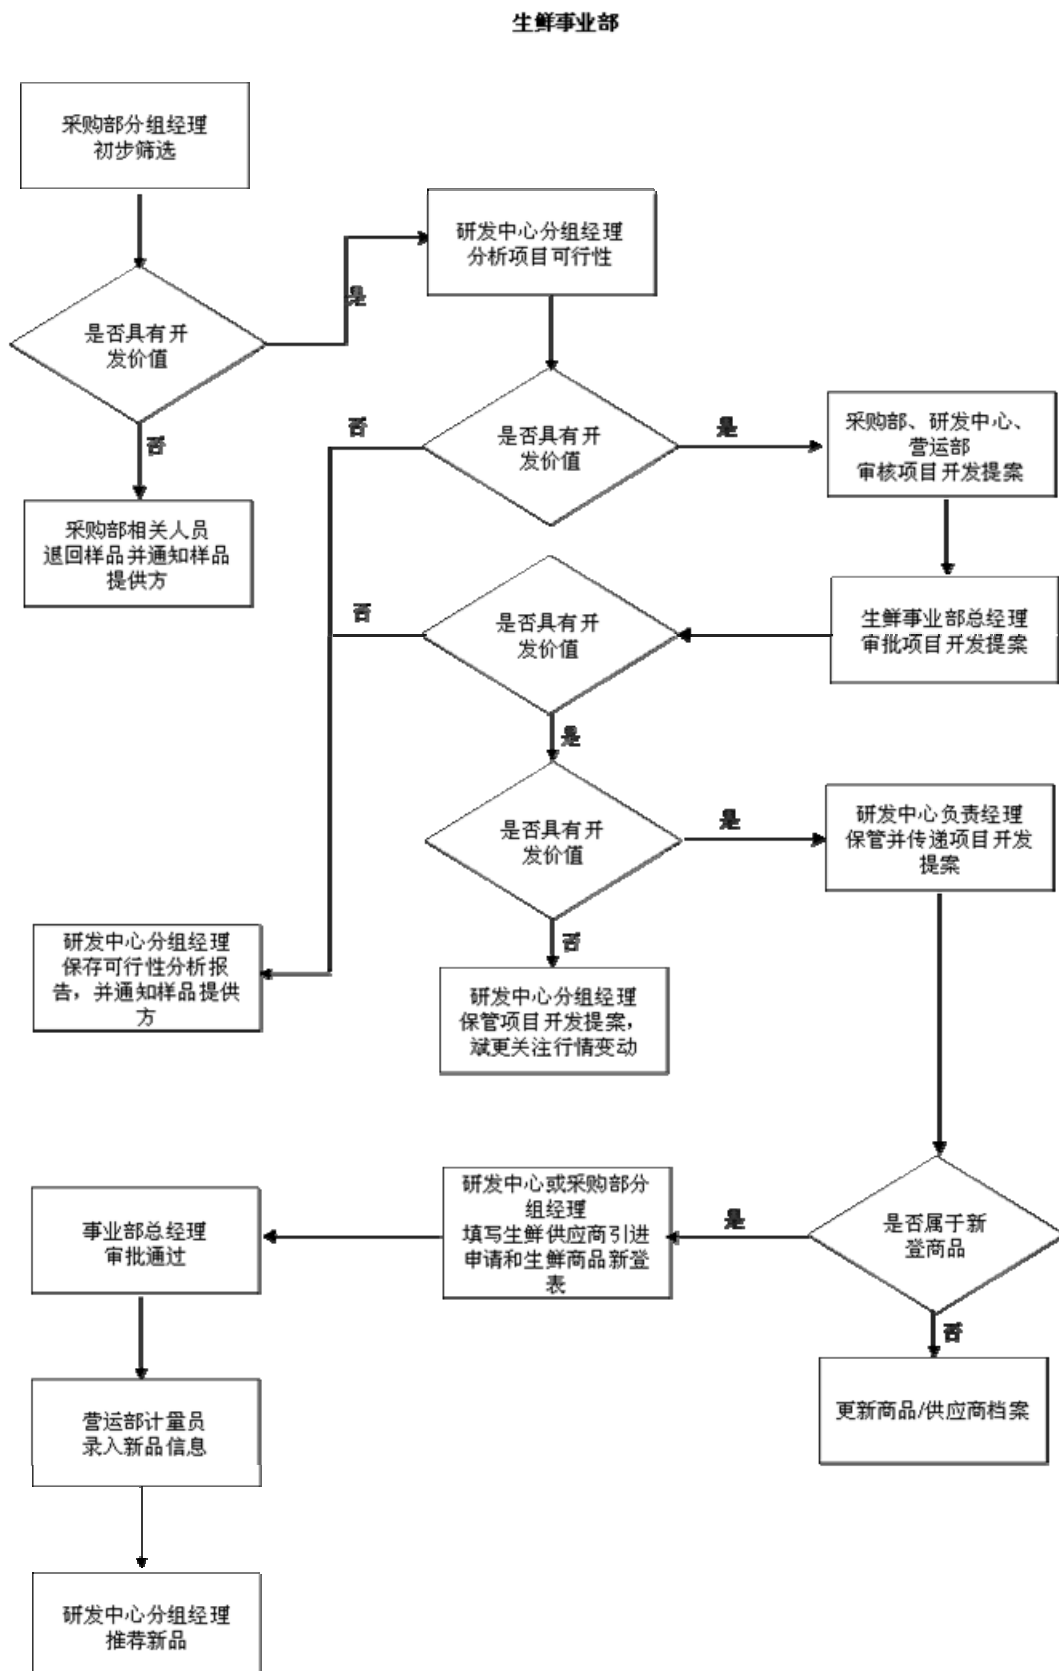 生鲜事业部
采购部分组经理
初步筛选
研发中心分组经理
分析项目可行性
是
是否具有开
发价值
否
采购部相关人员
退回样品并通知样品
提供方
否
是否具有开
发价值
是
采购部、研发中心、
营运部
审核项目开发提案
生鲜事业部总经理
审批项目开发提案
否
是否具有开
发价值
是
是否具有开
发价值
是
研发中心负责经理
保管并传递项目开发
提案
否
研发中心分组经理
保存可行性分析报
告，并通知样品提供
方
研发中心分组经理
保管项目开发提案，
斌更关注行情变动
是否属于新
登商品
是
否
研发中心或采购部分
组经理
填写生鲜供应商引进
申请和生鲜商品新登
表
事业部总经理
审批通过
更新商品/供应商档案
营运部计量员
录入新品信息
研发中心分组经理
推荐新品